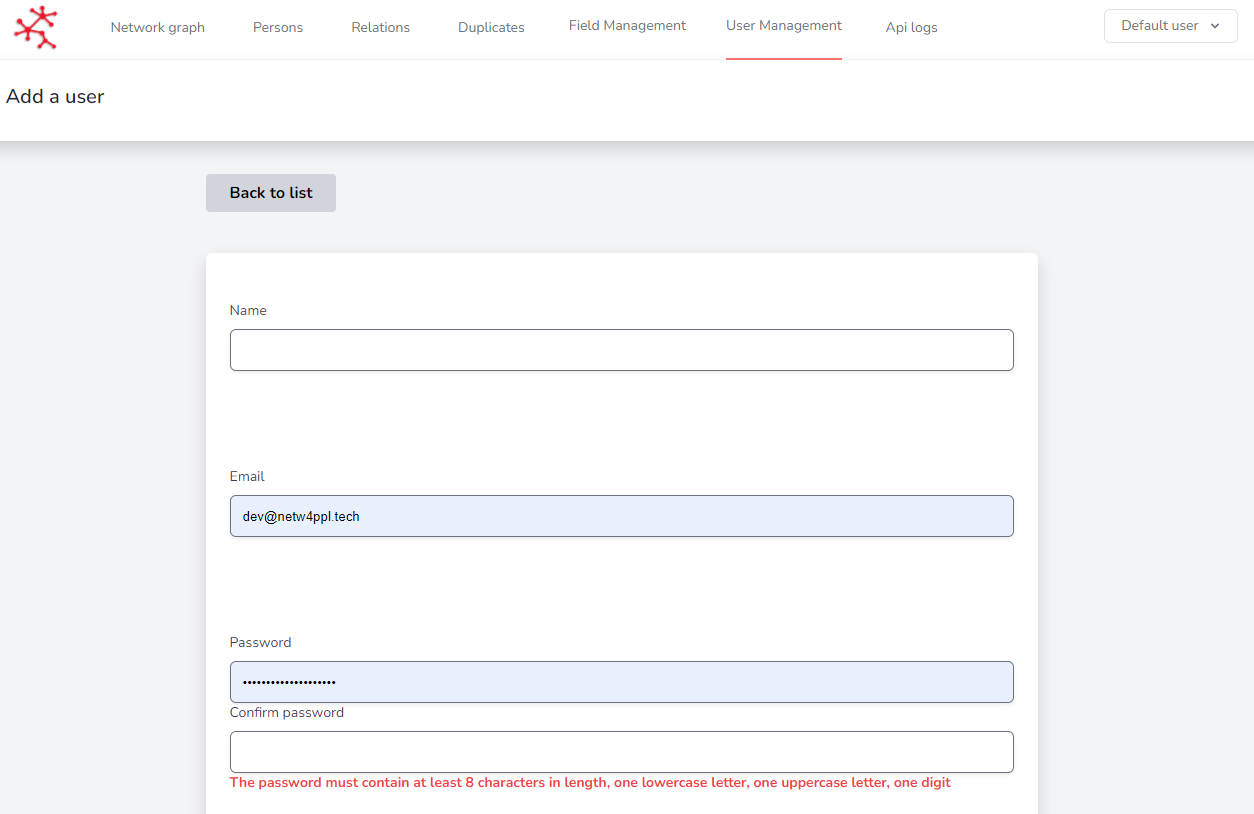 Network graph Persons Relations Duplicates Field Management User Management Api logs Default user
Add a user
Back to list
Name
Email
dev@netw4ppl.tech
Password
••••••••••••••••••••
Confirm password
The password must contain at least 8 characters in length, one lowercase letter, one uppercase letter, one digit